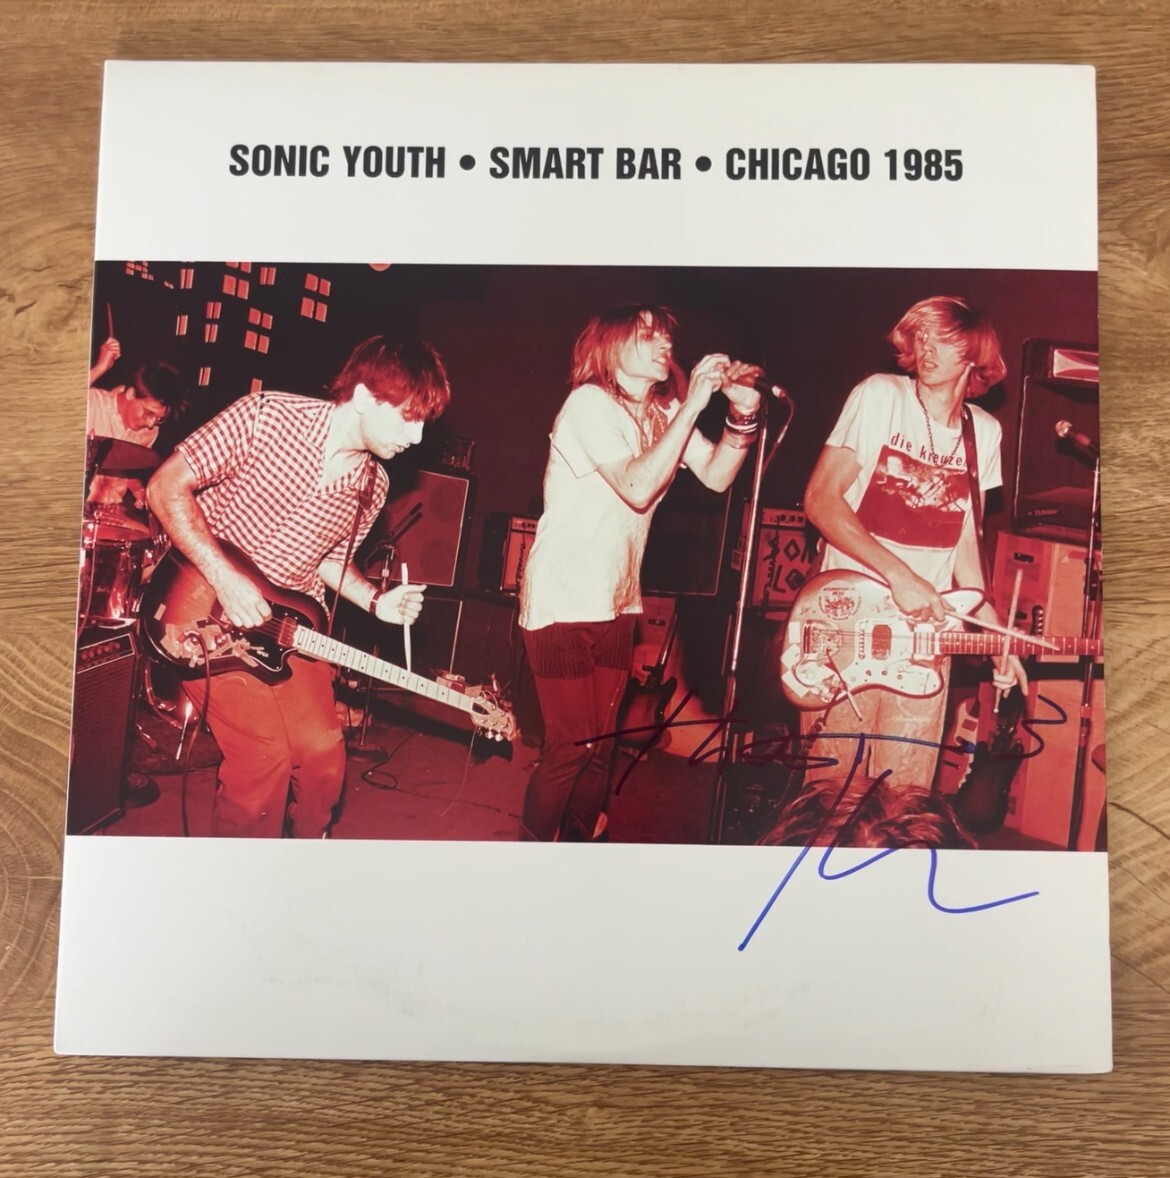 SONIC YOUTH • SMART BAR • CHICAGO 1985
die kreuzen